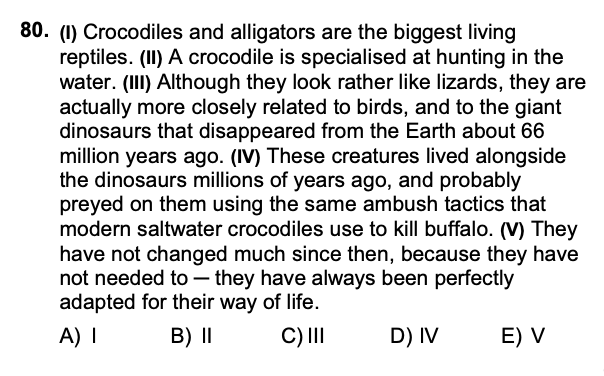 80. (I) Crocodiles and alligators are the biggest living
reptiles. (II) A crocodile is specialised at hunting in the
water. (III) Although they look rather like lizards, they are
actually more closely related to birds, and to the giant
dinosaurs that disappeared from the Earth about 66
million years ago. (IV) These creatures lived alongside
the dinosaurs millions of years ago, and probably
preyed on them using the same ambush tactics that
modern saltwater crocodiles use to kill buffalo. (V) They
have not changed much since then, because they have
not needed to — they have always been perfectly
adapted for their way of life.
A) I B) II C) III D) IV E) V